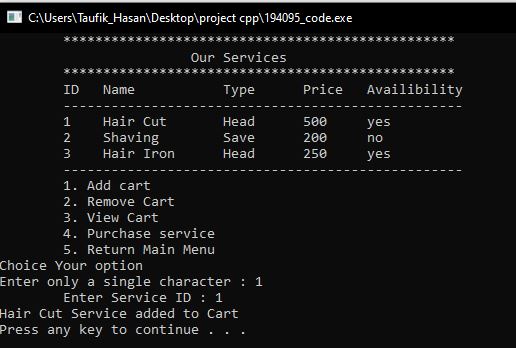 C:\Users\Taufik_Hasan\Desktop\project cpp\194095_code.exe
*************************************************
Our Services
*************************************************
ID Name Type Price Availibility
--------------------------------------------------
1 Hair Cut Head 500 yes
2 Shaving Save 200 no
3 Hair Iron Head 250 yes
--------------------------------------------------
1. Add cart
2. Remove Cart
3. View Cart
4. Purchase service
5. Return Main Menu
Choice Your option
Enter only a single character : 1
Enter Service ID : 1
Hair Cut Service added to Cart
Press any key to continue . . .